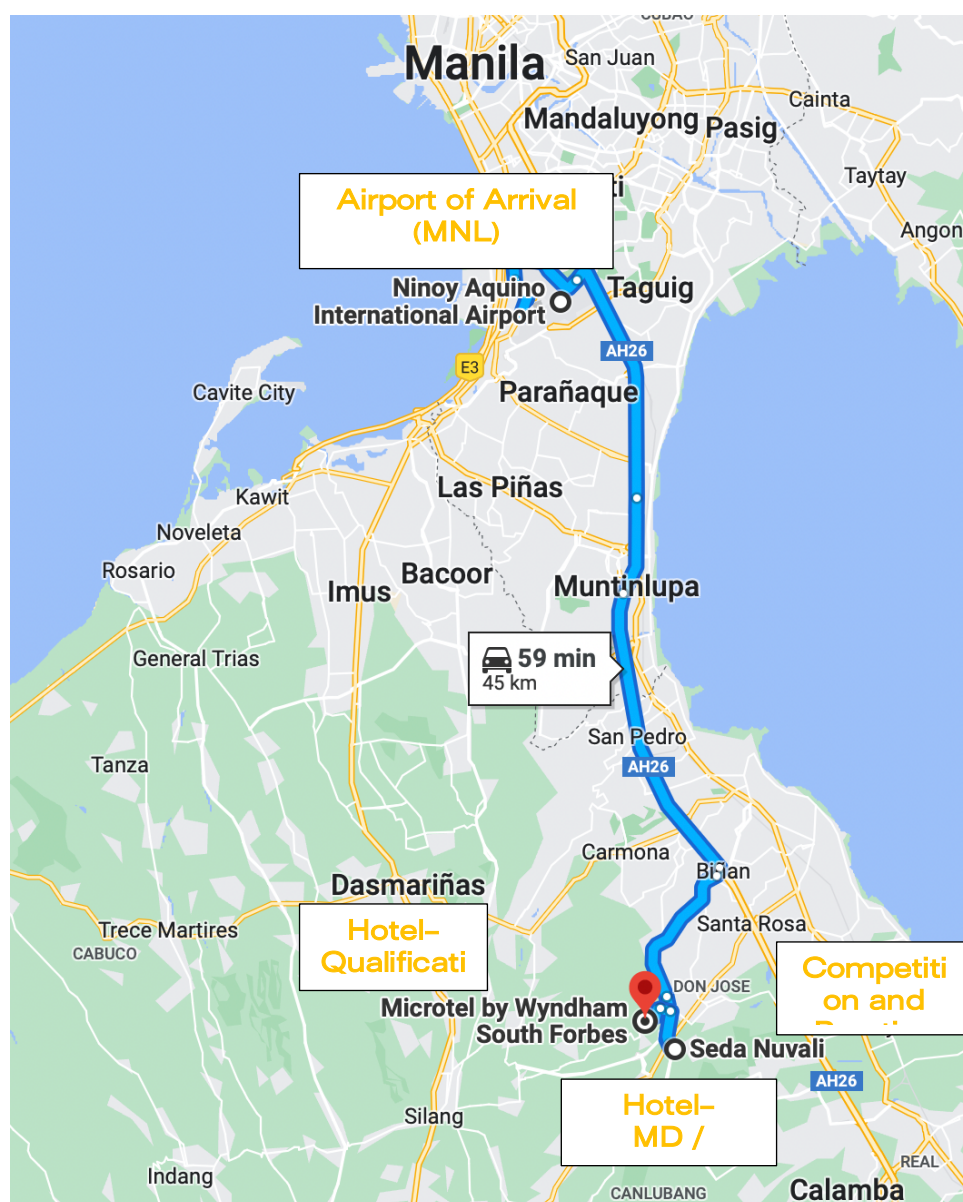 CUBAO
Manila
San Juan
Cainta
Mandaluyong
Pasig
Taytay
Airport of Arrival
(MNL)
Angon
Ninoy Aquino
International Airport
Taguig
AH26
E3
Cavite City
Parañaque
Kawit
Las Piñas
Noveleta
Rosario
Bacoor
Imus
Muntinlupa
59 min
45 km
General Trias
San Pedro
AH26
Tanza
Carmona
Biñan
Dasmariñas
Hotel–
Qualificati
Trece Martires
CABUCO
Santa Rosa
Competiti
on and
DON JOSE
Microtel by Wyndham
South Forbes
Seda Nuvali
AH26
Hotel–
MD /
Silang
Indang
REAL
CANLUBANG
Calamba